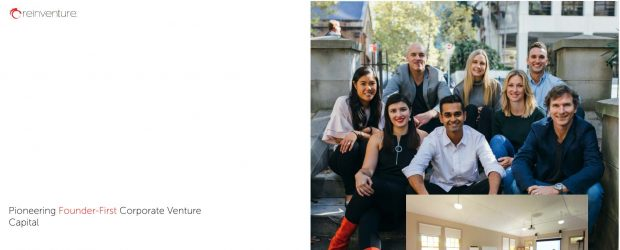 reinventure
Pioneering Founder-First Corporate Venture
Capital